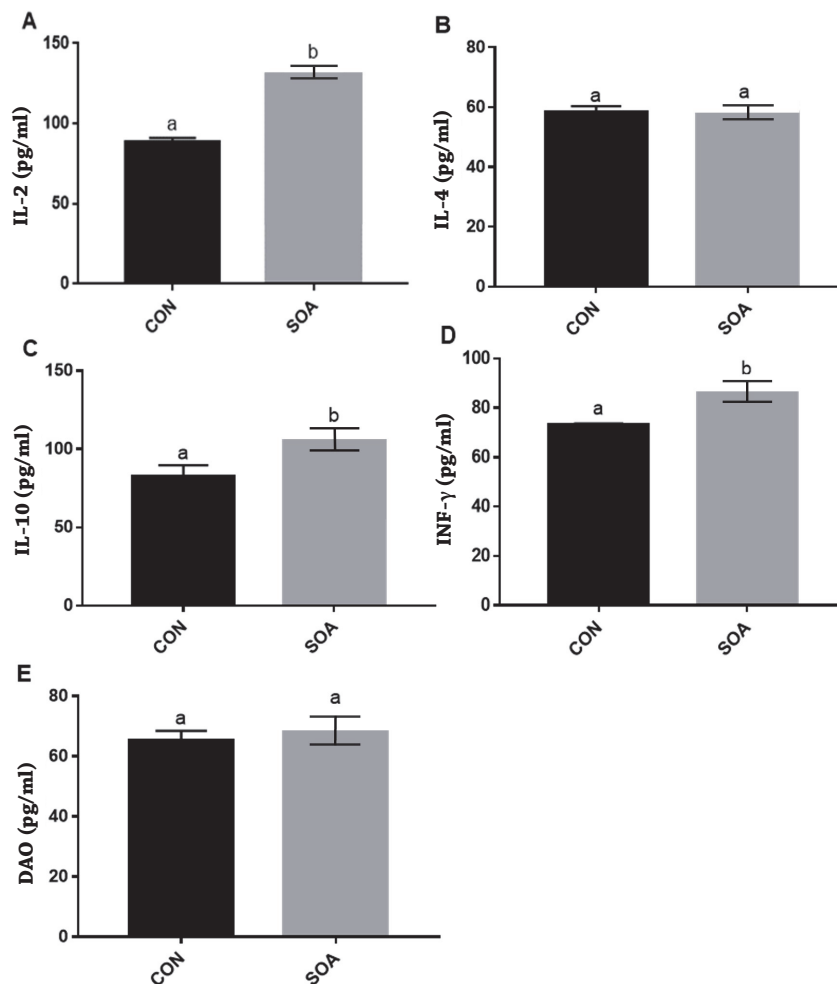 A
IL-2 (pg/ml)
150
100
50
0
a
b
CON
SOA
B
IL-4 (pg/ml)
80
60
40
20
0
a
a
CON
SOA
C
IL-10 (pg/ml)
150
100
50
0
a
b
CON
SOA
D
INF-γ (pg/ml)
100
80
60
40
20
0
a
b
CON
SOA
E
DAO (pg/ml)
80
60
40
20
0
a
a
CON
SOA